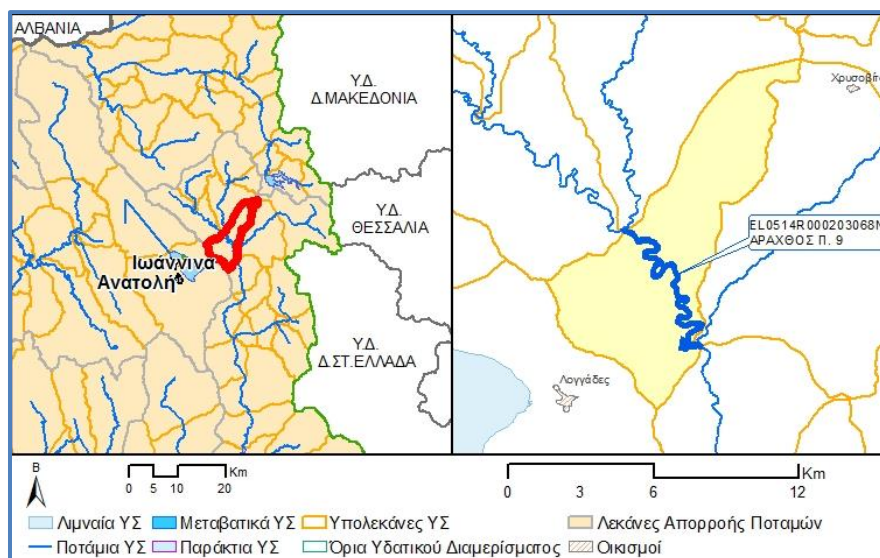 ΑΛΒΑΝΙΑ
Υ.Δ.
Δ.ΜΑΚΕΔΟΝΙΑ
Υ.Δ.
ΘΕΣΣΑΛΙΑ
Ιωάννινα
Ανατολή
Υ.Δ.
Δ.ΣΤ.ΕΛΛΑΔΑ
Χρυσοβίτσ
EL0514R000203068N
ΑΡΑΧΘΟΣ Π. 9
Λογγάδες
Β
Km
0 5 10 20
Km
0 3 6 12
Λιμναία ΥΣ Μεταβατικά ΥΣ Υπολεκάνες ΥΣ Λεκάνες Απορροής Ποταμών
Ποτάμια ΥΣ Παράκτια ΥΣ Όρια Υδατικού Διαμερίσματος Οικισμοί